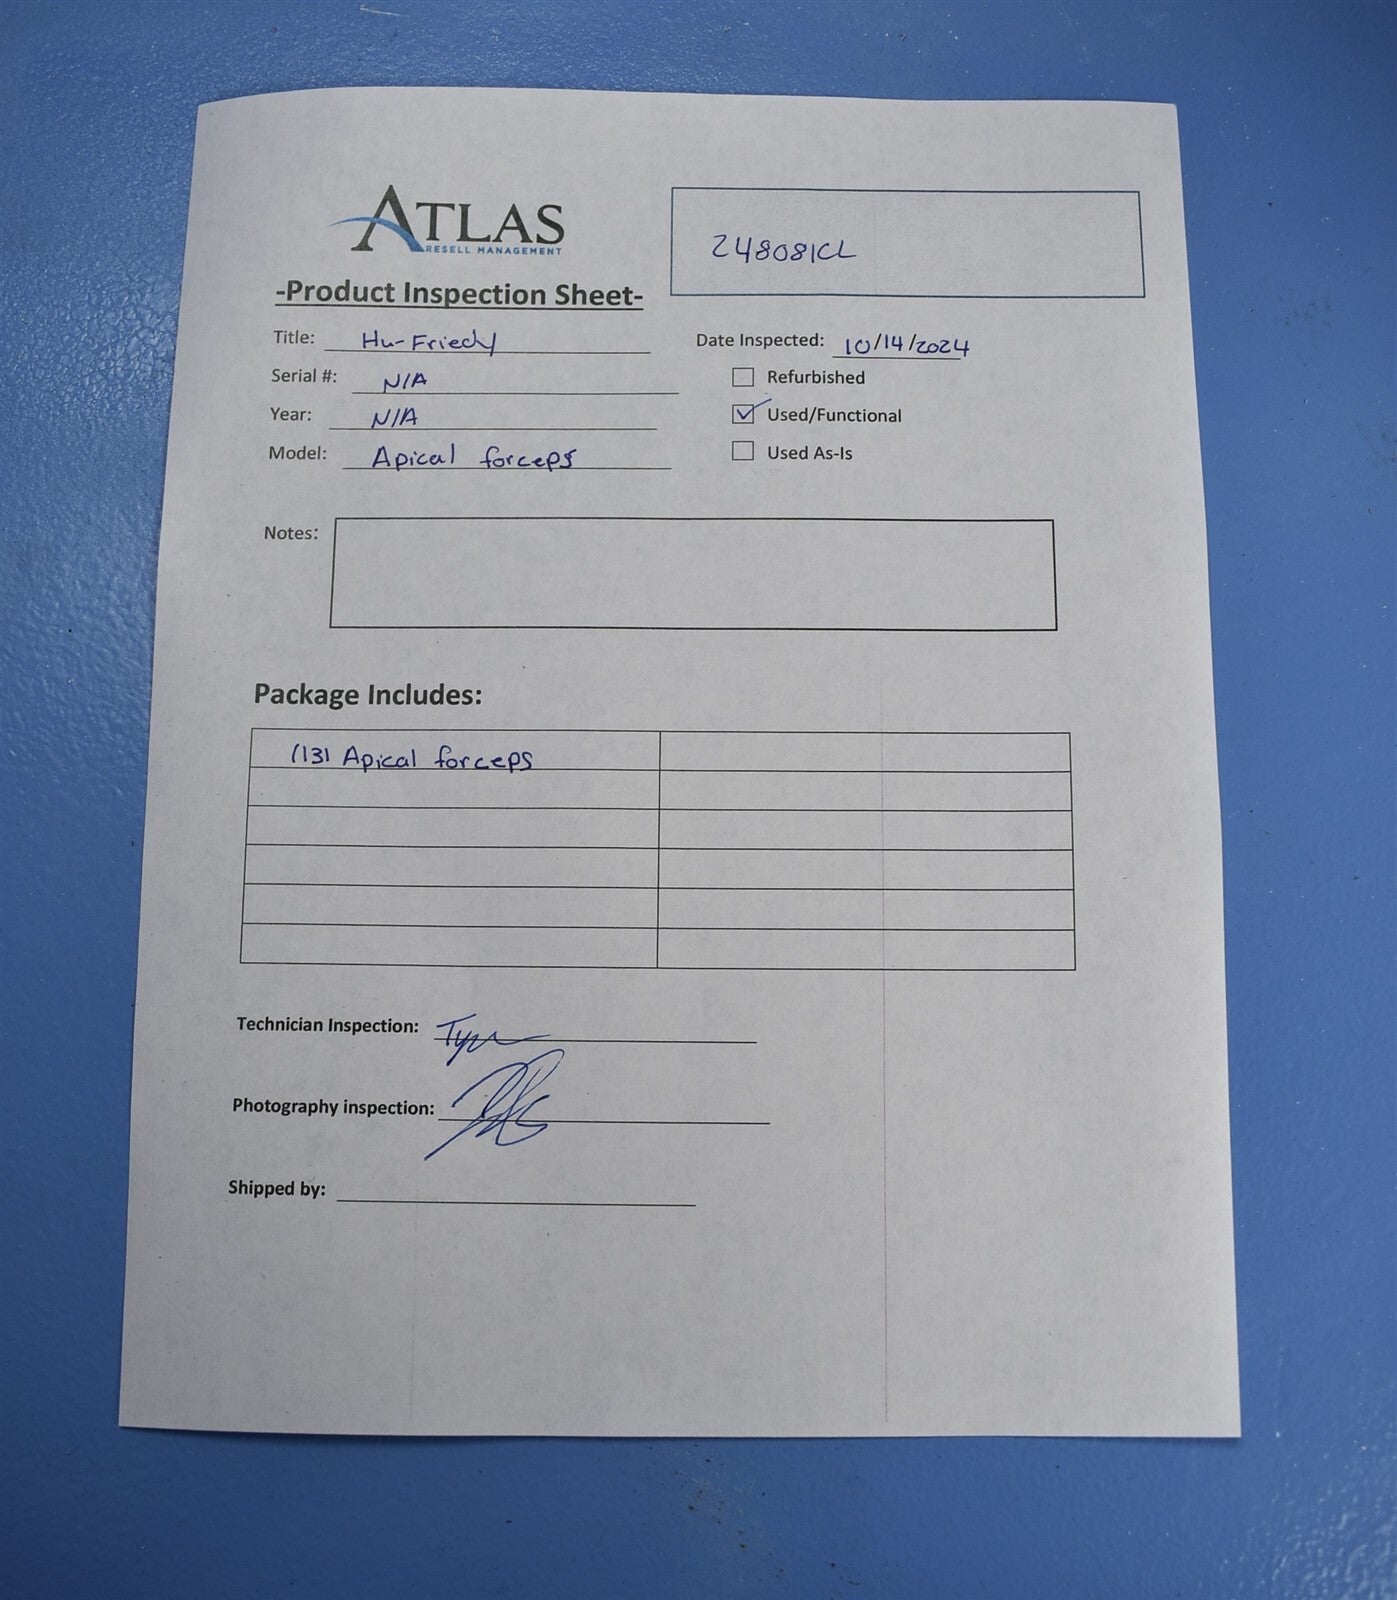 ATLAS
RESELL MANAGEMENT
248081CL
-Product Inspection Sheet-
Title: Hu-Friedy
Date Inspected: 10/14/2024
Serial #: N/A
Refurbished
Year: N/A
Used/Functional
Model: Apical forceps
Used As-Is
Notes:
Package Includes:
(13) Apical forceps
Technician Inspection:
Photography inspection:
Shipped by: